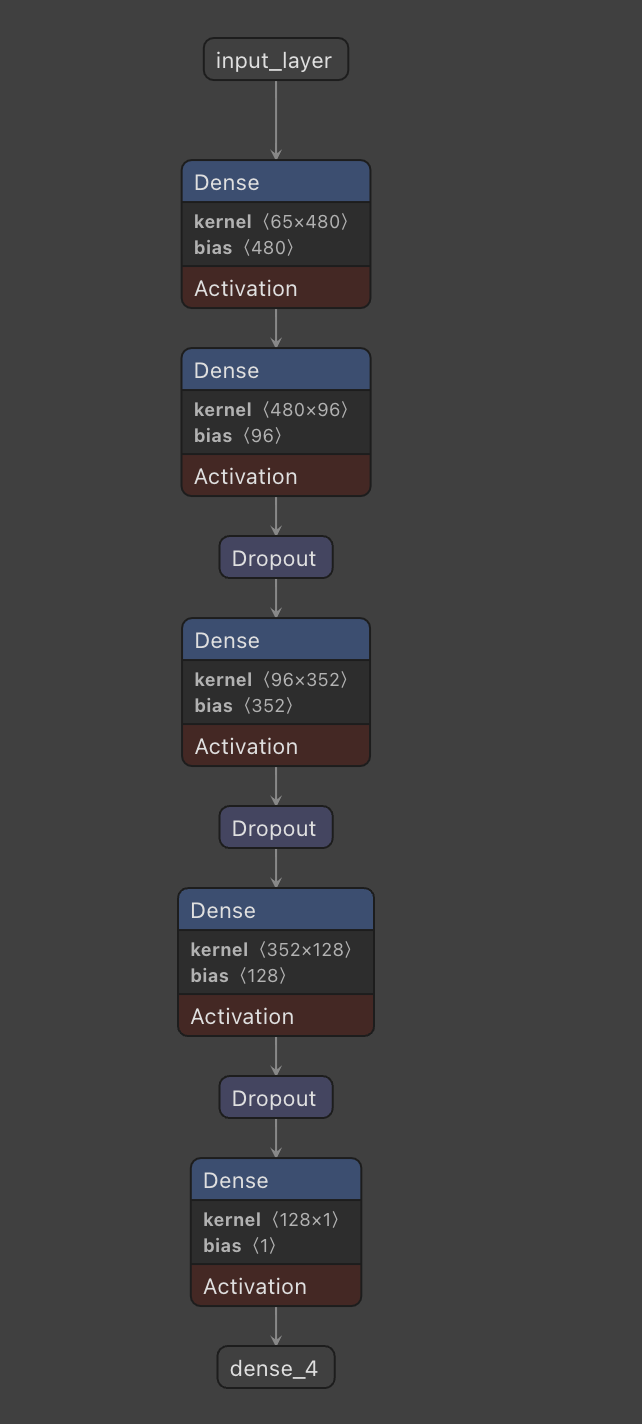 input_layer
Dense
kernel 〈65×480〉
bias 〈480〉
Activation
Dense
kernel 〈480×96〉
bias 〈96〉
Activation
Dropout
Dense
kernel 〈96×352〉
bias 〈352〉
Activation
Dropout
Dense
kernel 〈352×128〉
bias 〈128〉
Activation
Dropout
Dense
kernel 〈128×1〉
bias 〈1〉
Activation
dense_4